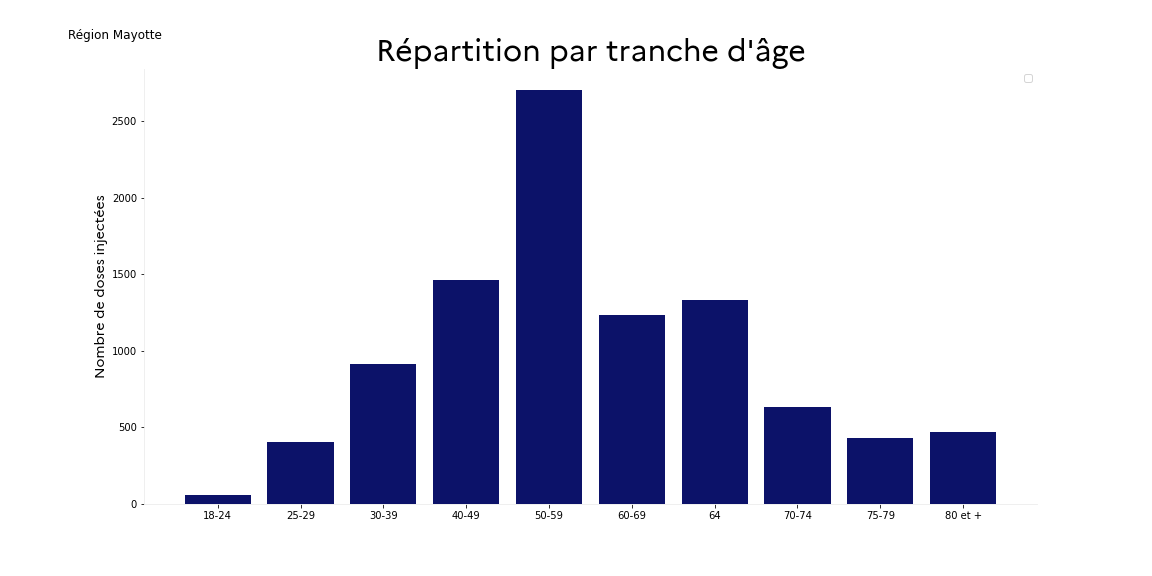 Région Mayotte
Répartition par tranche d'âge
Nombre de doses injectées
2500
2000
1500
1000
500
0
18-24 25-29 30-39 40-49 50-59 60-69 64 70-74 75-79 80 et +